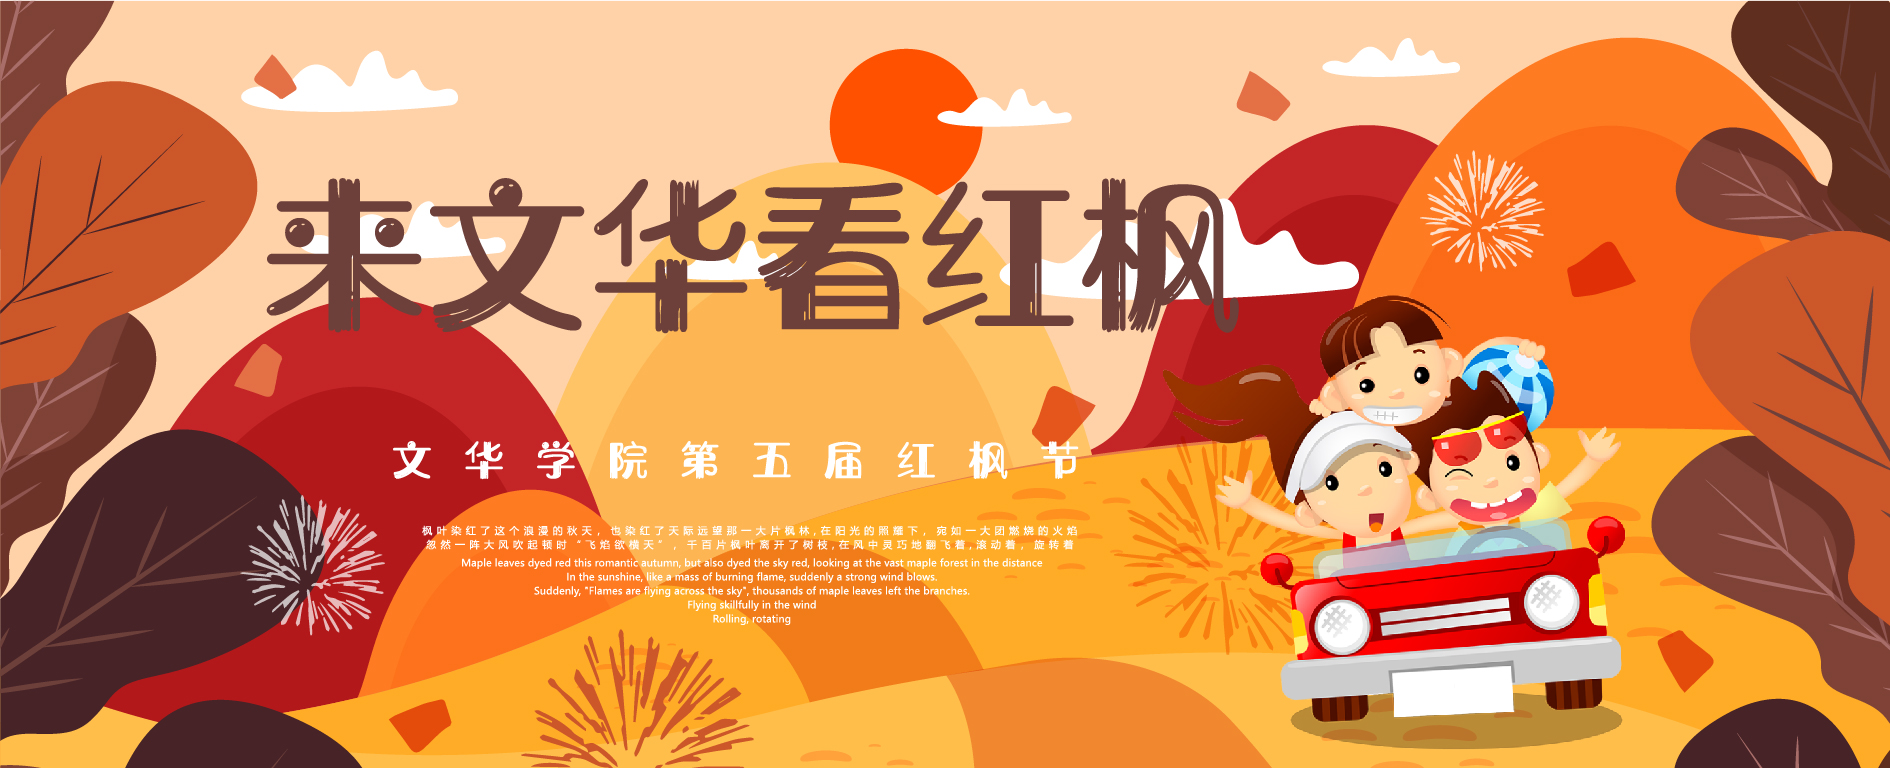 来文华看红枫
文华学院第五届红枫节
枫叶染红了这个浪漫的秋天，也染红了天际远望那一大片枫林,在阳光的照耀下，宛如一大团燃烧的火焰
忽然一阵大风吹起顿时“飞焰欲横天”，千百片枫叶离开了树枝,在风中灵巧地翻飞着,滚动着，旋转着
Maple leaves dyed red this romantic autumn, but also dyed the sky red, looking at the vast maple forest in the distance
In the sunshine, like a mass of burning flame, suddenly a strong wind blows.
Suddenly, "Flames are flying across the sky", thousands of maple leaves left the branches.
Flying skillfully in the wind
Rolling, rotating